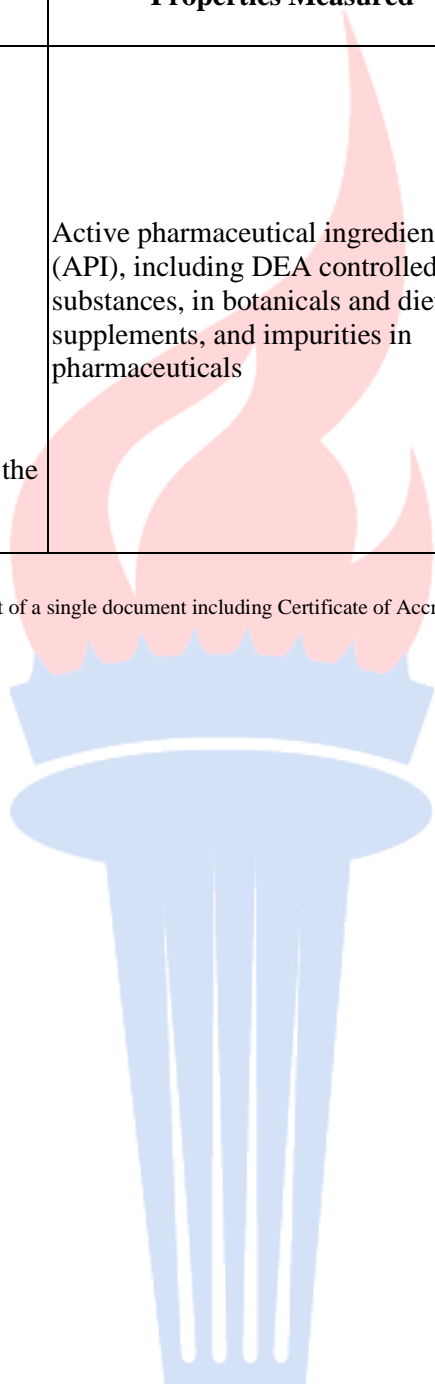 Properties Measured
Active pharmaceutical ingredien
(API), including DEA controlled
substances, in botanicals and die
supplements, and impurities in
pharmaceuticals
the
t of a single document including Certificate of Accr